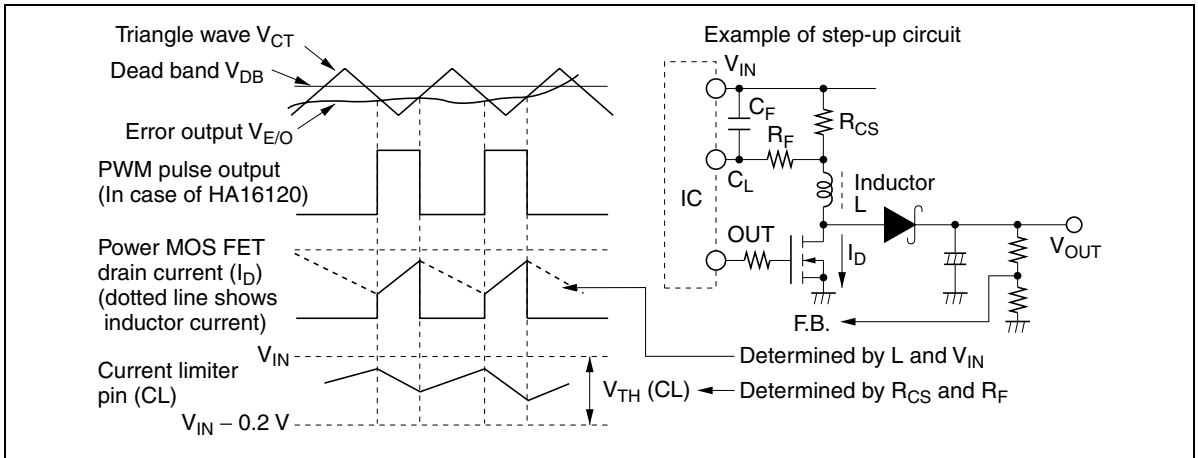 Triangle wave VCT
Dead band VDB
Error output VE/O
PWM pulse output
(In case of HA16120)
Power MOS FET
drain current (ID)
(dotted line shows
inductor current)
VIN
Current limiter
pin (CL)
VIN − 0.2 V
VTH (CL)
Determined by L and VIN
Determined by RCS and RF
Example of step-up circuit
VIN
CF
RCS
RF
CL
IC
Inductor
L
OUT
ID
VOUT
F.B.